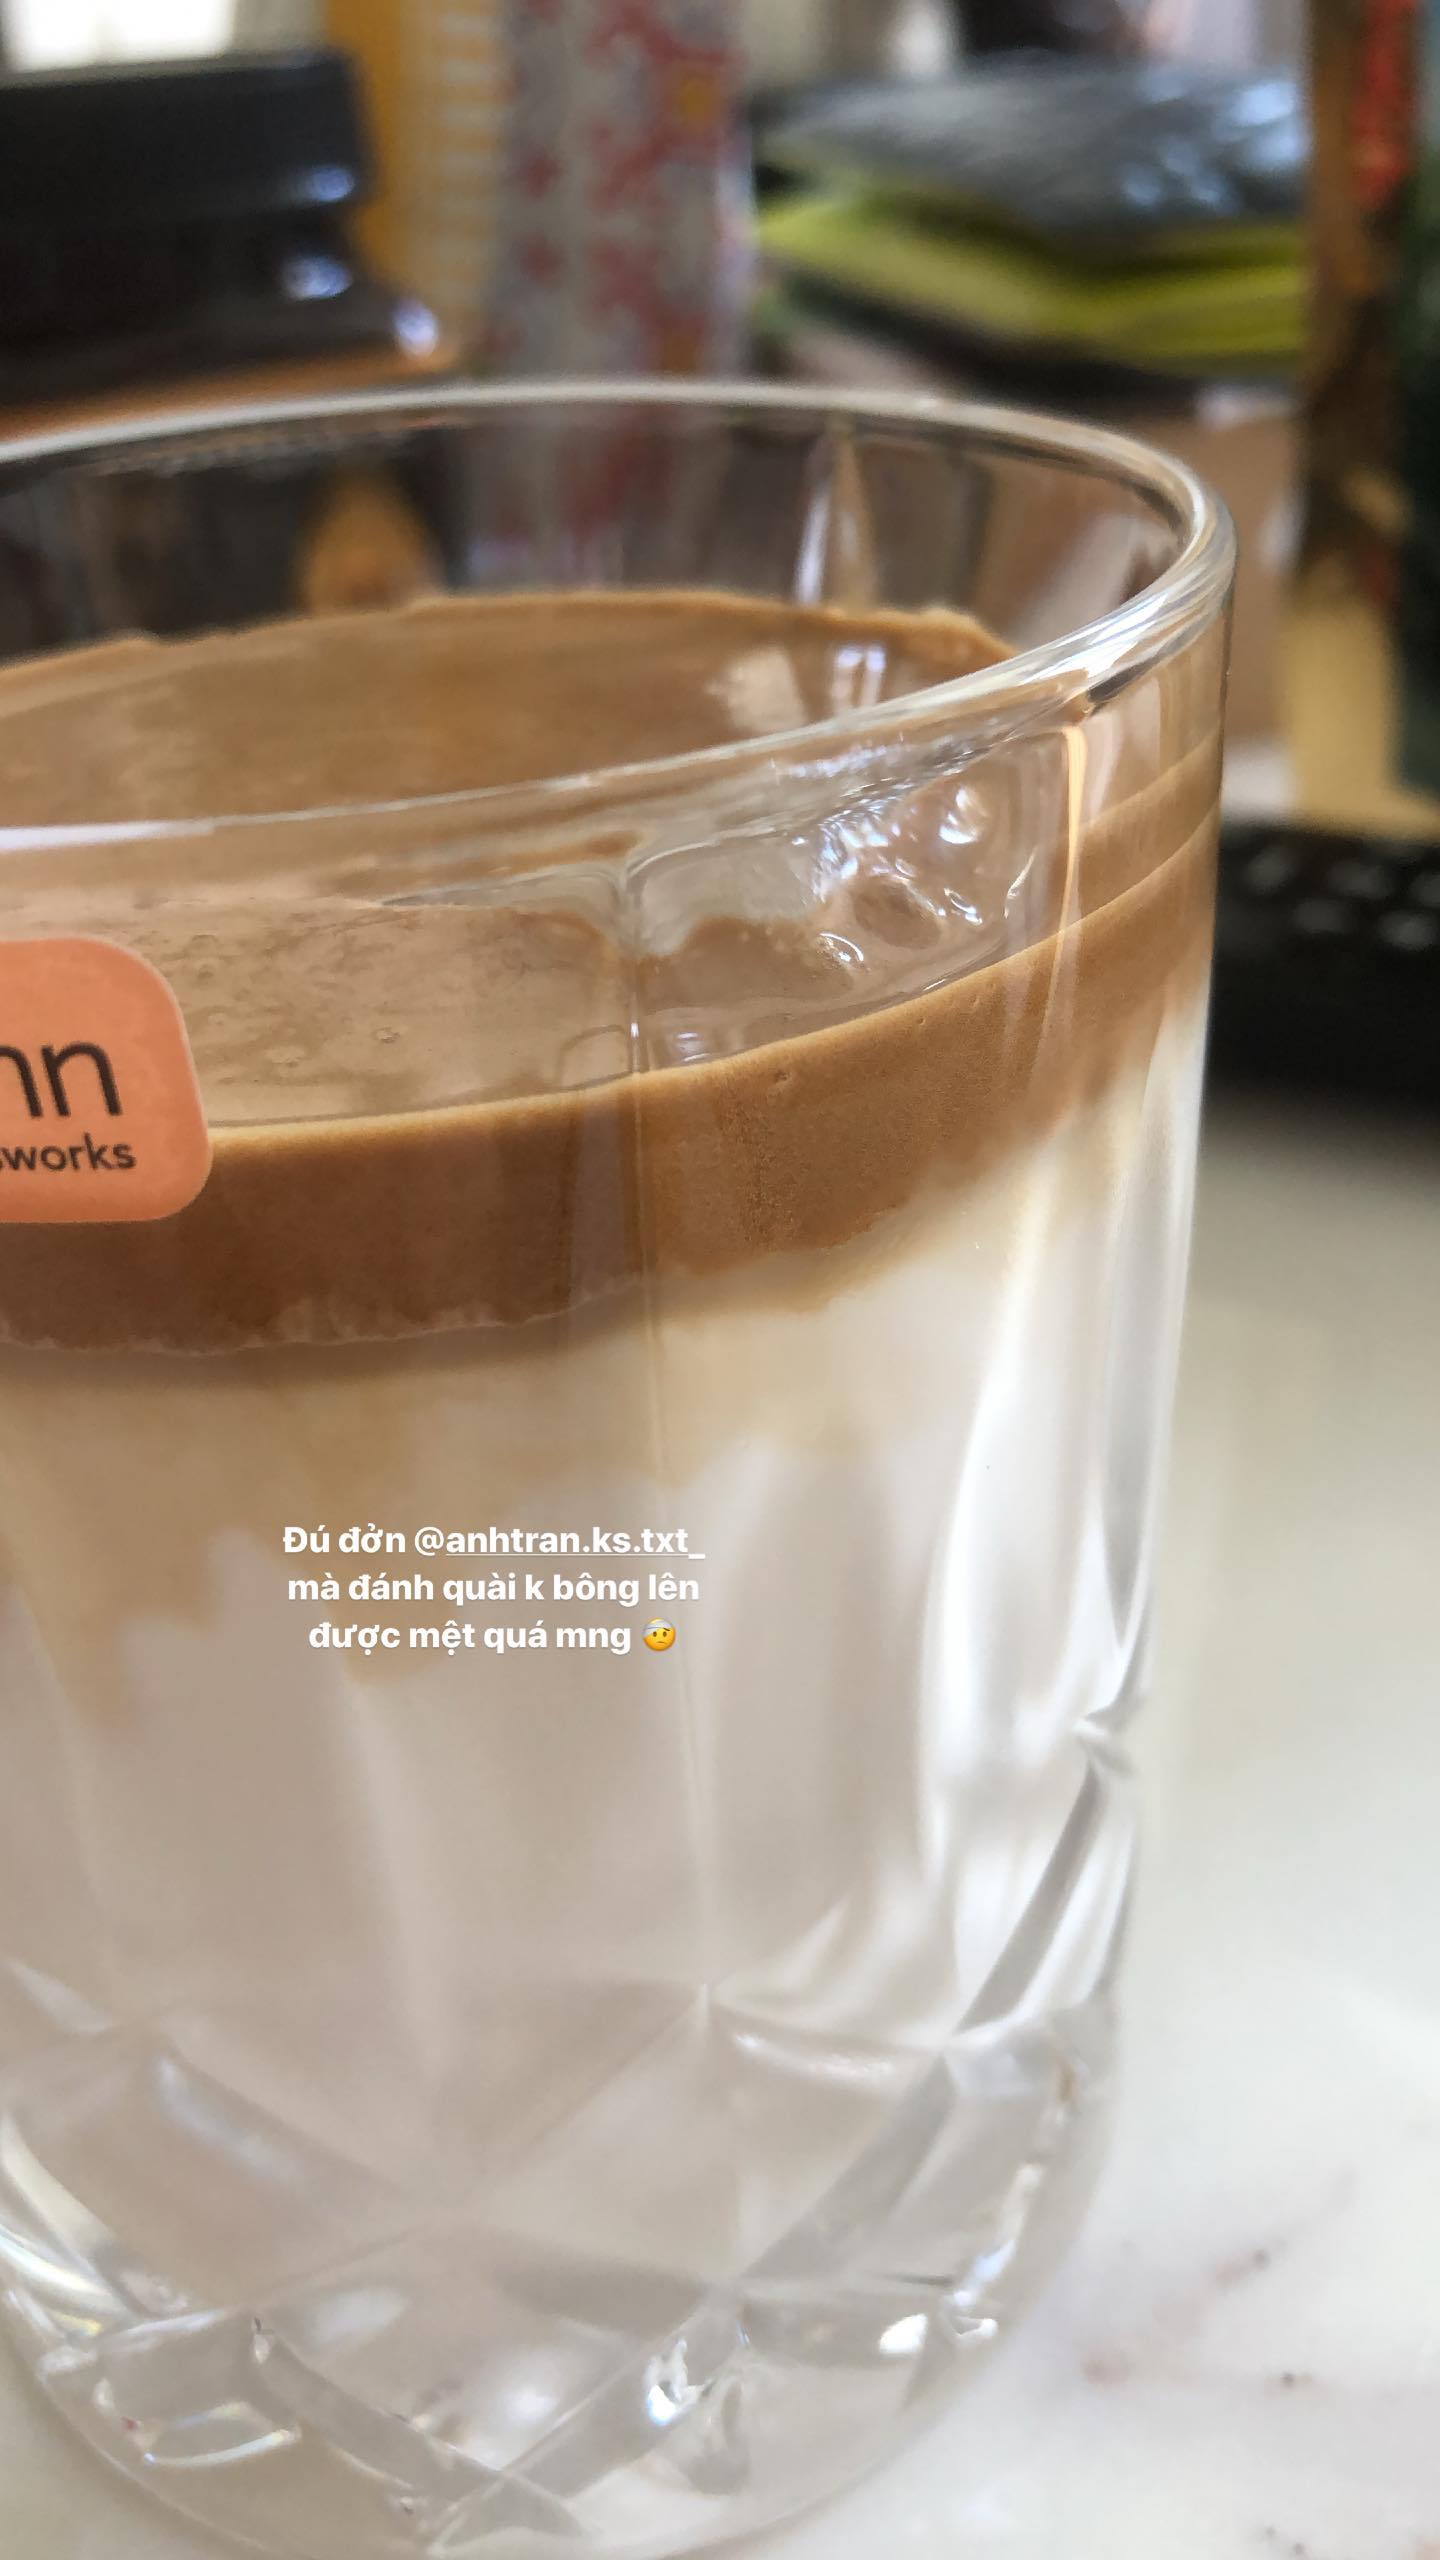 nn
sworks
Đú đởn @anhtran.ks.txt_
mà đánh quài k bông lên
được mệt quá mng 🤕